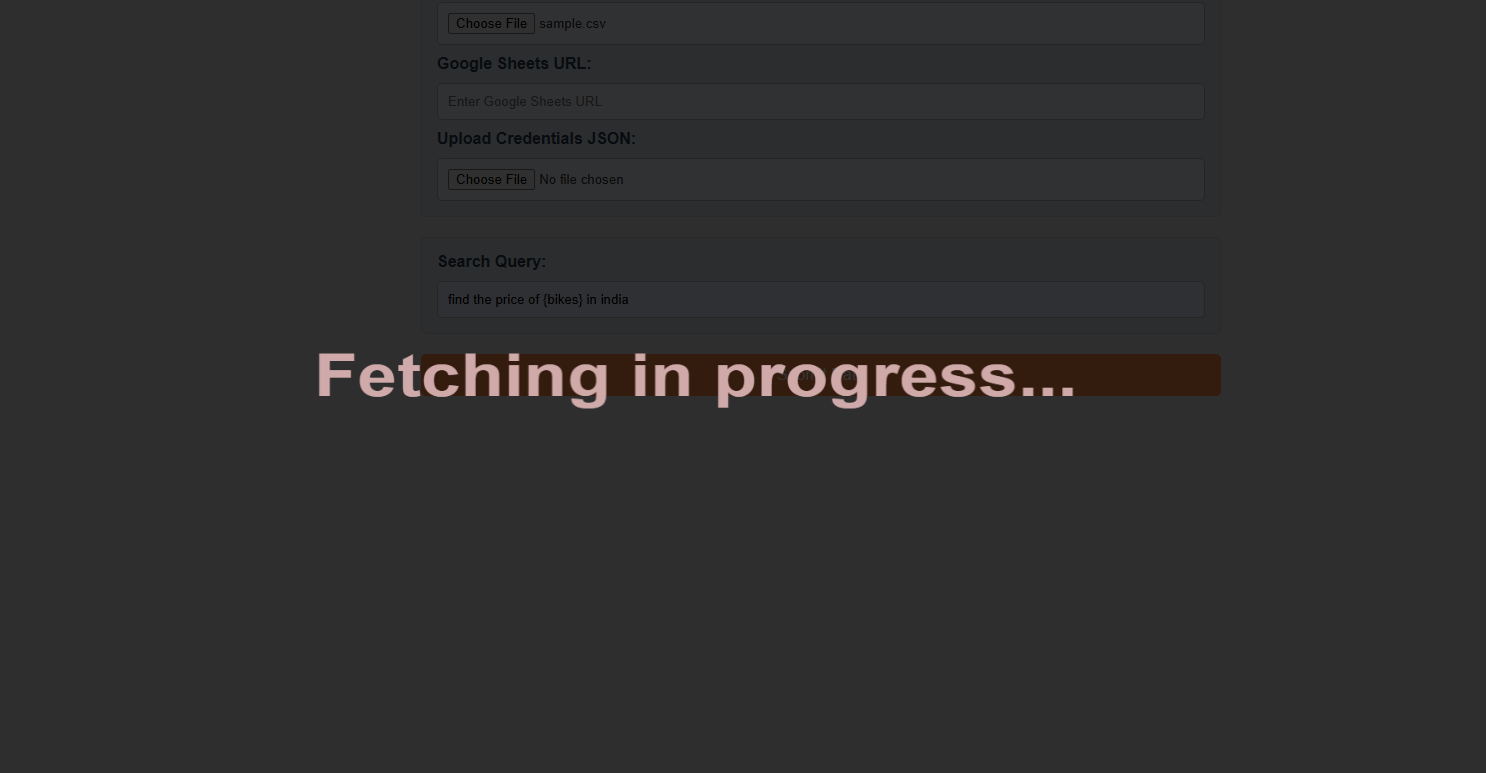 Choose File sample.csv
Google Sheets URL:
Enter Google Sheets URL
Upload Credentials JSON:
Choose File No file chosen
Search Query:
find the price of {bikes} in india
Fetching in progress...